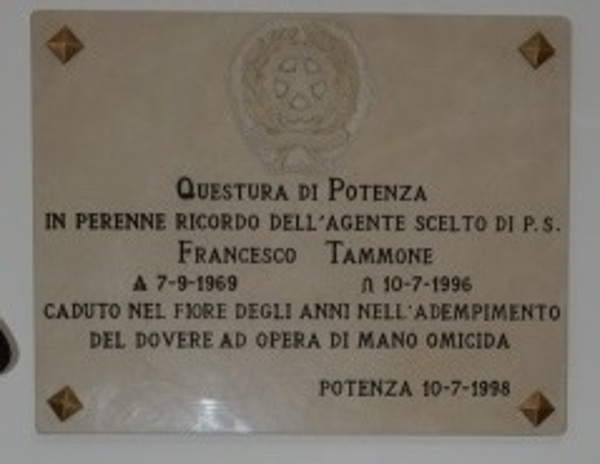 QUESTURA DI POTENZA
IN PERENNE RICORDO DELL'AGENTE SCELTO DI P.S.
FRANCESCO TAMMONE
7-9-1969 10-7-1996
CADUTO NEL FIORE DEGLI ANNI NELL'ADEMPIMENTO
DEL DOVERE AD OPERA DI MANO OMICIDA
POTENZA 10-7-1998